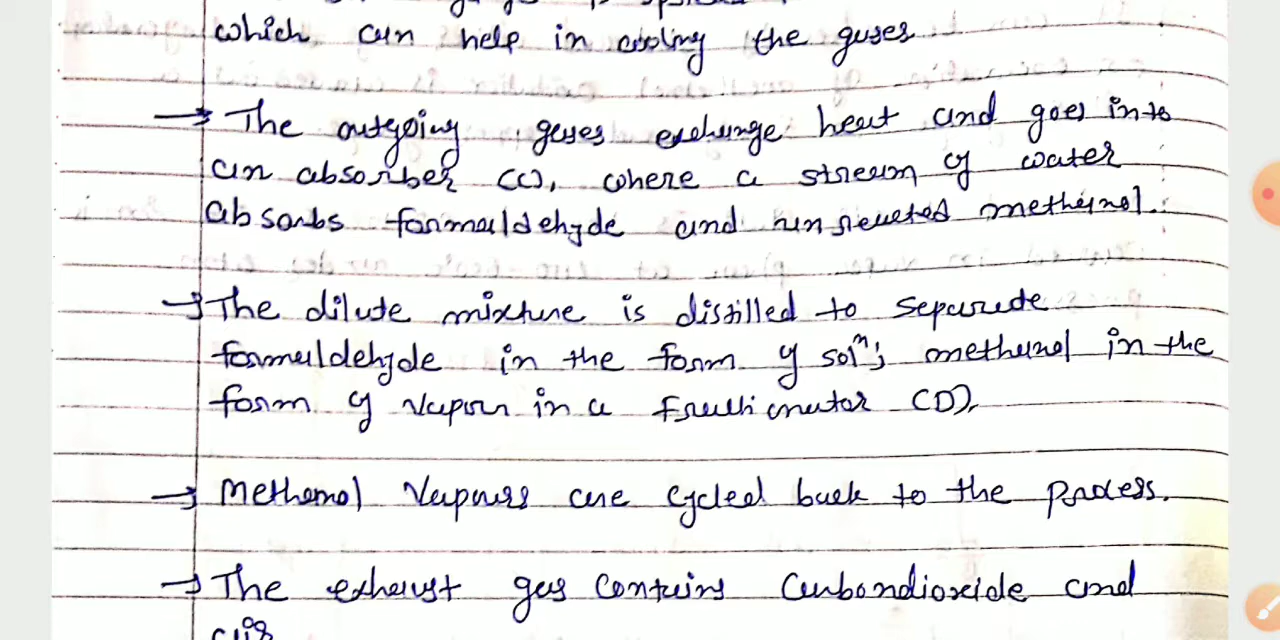 which can help in cooling the gases
→ The outgoing gases exchange heat and goes into
an absorber (C), where a stream of water
absorbs formaldehyde and unreacted methanol.
→ The dilute mixture is distilled to separate
formaldehyde in the form of solⁿ; methanol in the
form of vapour in a fractionator (D).
→ Methanol vapours are cycled back to the process.
→ The exhaust gas contains carbondioxide and
air